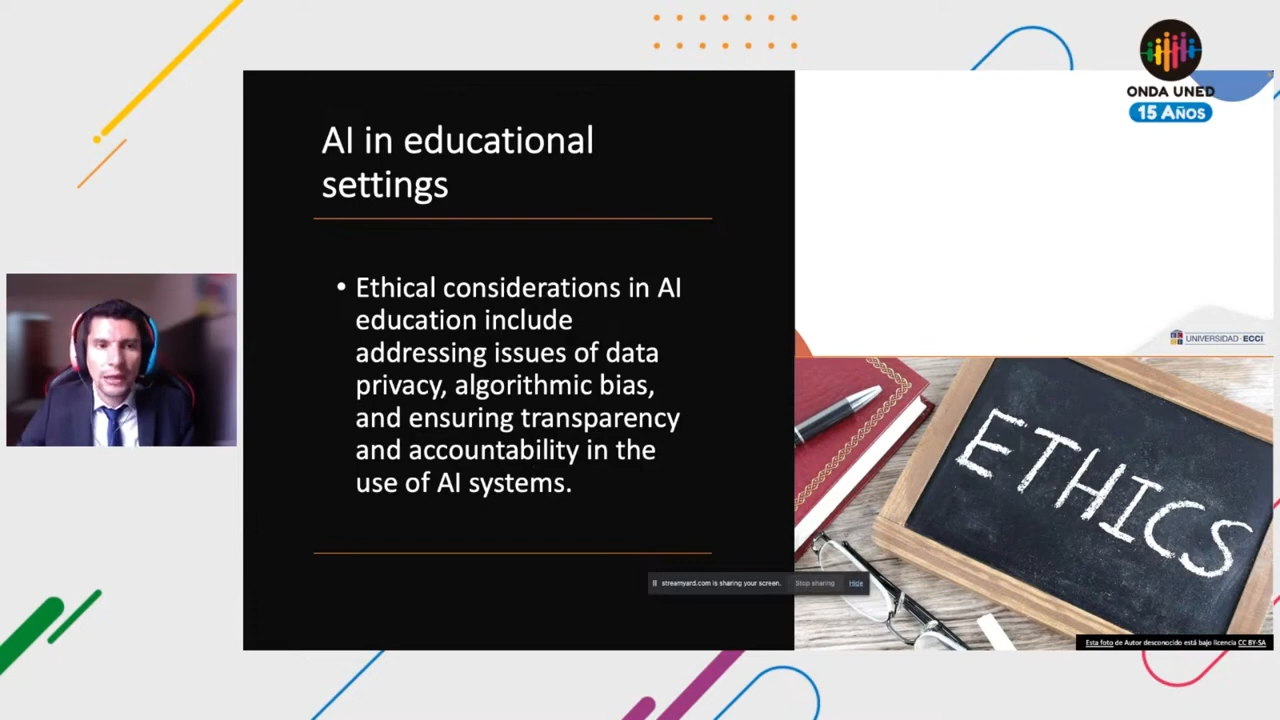 ONDA UNED
15 AÑOS
AI in educational
settings
• Ethical considerations in AI
education include
addressing issues of data
privacy, algorithmic bias,
and ensuring transparency
and accountability in the
use of AI systems.
UNIVERSIDAD ECCI
ETHICS
streamyard.com is sharing your screen. Stop sharing Hide
Esta foto de Autor desconocido está bajo licencia CC BY-SA